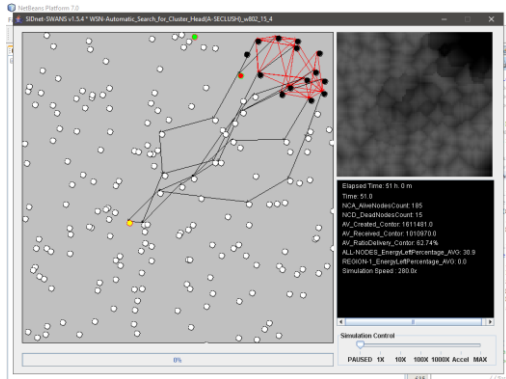 NetBeans Platform 7.0
SIDnet-SWANS v1.5.4 * WSN-Automatic_Search_for_Cluster_Head(A-SECLUSH)_w802_15_4
Elapsed Time: 51 h. 0 m
Time: 51.0
NCA_AliveNodesCount: 185
NCD_DeadNodesCount: 15
AV_Created_Contor: 1611491.0
AV_Received_Contor: 1010970.0
AV_RatioDelivery_Contor: 62.74%
ALL-NODES_EnergyLeftPercentage_AVG: 30.9
REGION-1_EnergyLeftPercentage_AVG: 0.0
Simulation Speed : 280.0x
Simulation Control
PAUSED 1X 10X 100X 1000X Accel MAX
0%